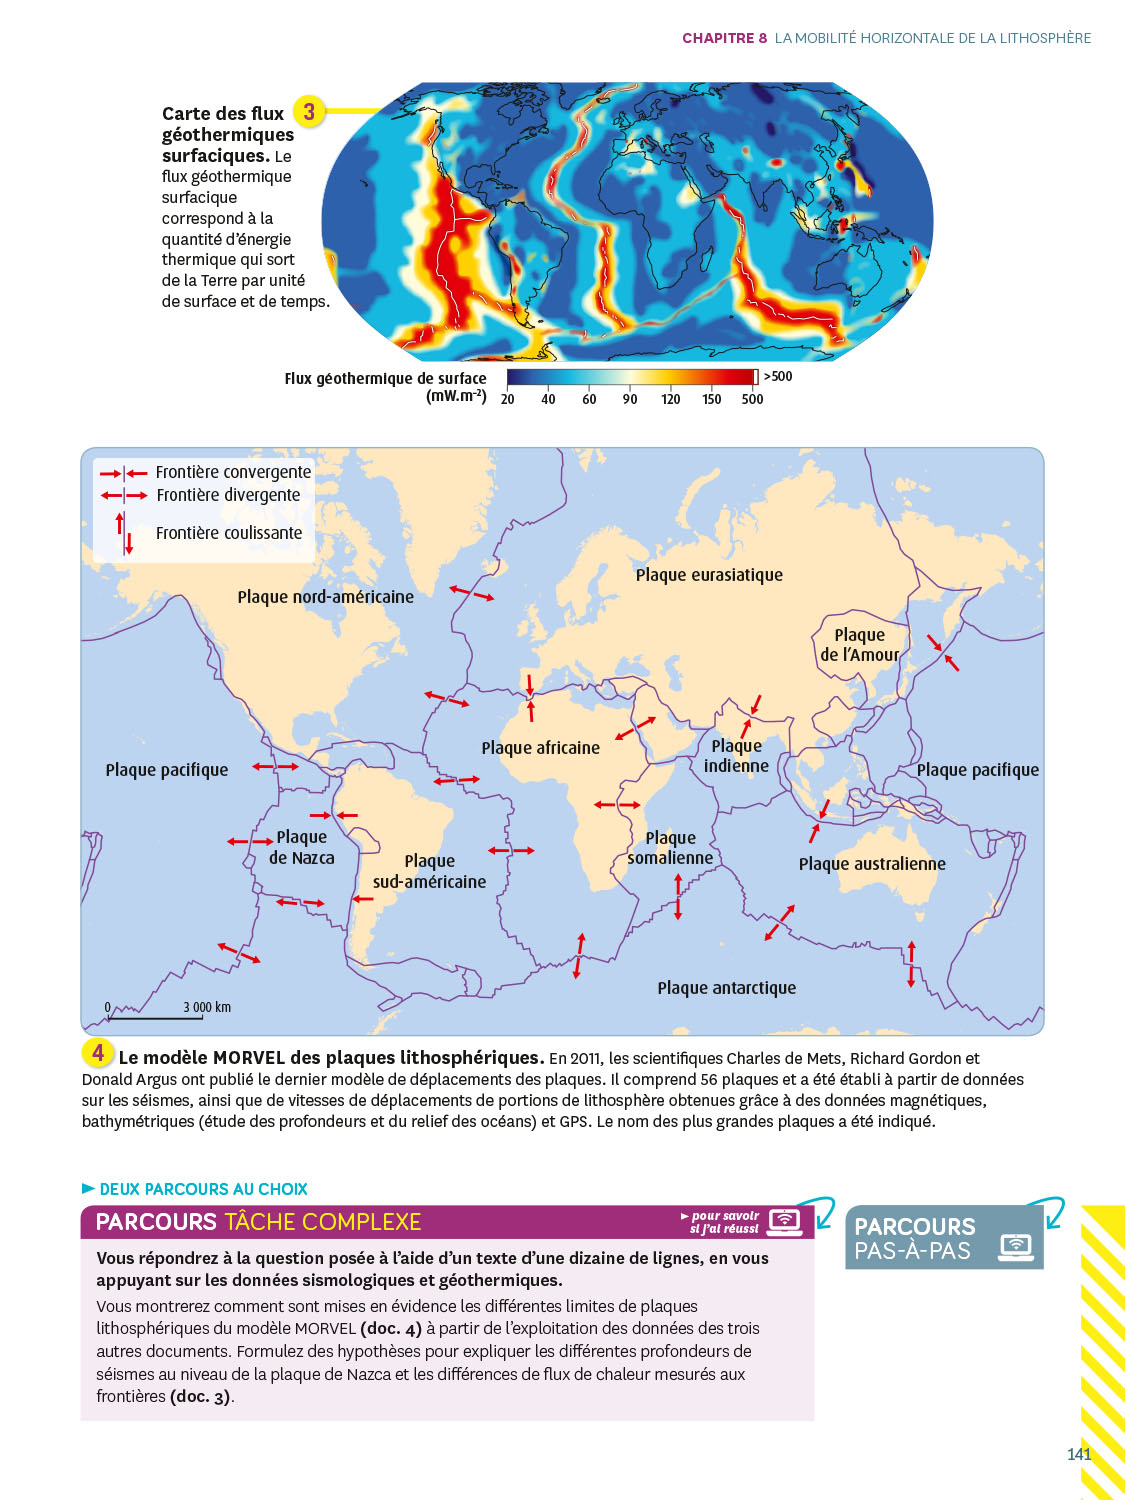 CHAPITRE 8 LA MOBILITÉ HORIZONTALE DE LA LITHOSPHÈRE
Carte des flux 3
géothermiques
surfaciques. Le
flux géothermique
surfacique
correspond à la
quantité d'énergie
thermique qui sort
de la Terre par unité
de surface et de temps.
Flux géothermique de surface
(mW.m-2)
20 40 60 90 120 150 500
>500
Frontière convergente
Frontière divergente
Frontière coulissante
Plaque eurasiatique
Plaque nord-américaine
Plaque
de l'Amour
Plaque africaine
Plaque
indienne
Plaque pacifique
Plaque pacifique
Plaque
de Nazca
Plaque
sud-américaine
Plaque
somalienne
Plaque australienne
Plaque antarctique
0 3 000 km
4 Le modèle MORVEL des plaques lithosphériques. En 2011, les scientifiques Charles de Mets, Richard Gordon et
Donald Argus ont publié le dernier modèle de déplacements des plaques. Il comprend 56 plaques et a été établi à partir de données
sur les séismes, ainsi que de vitesses de déplacements de portions de lithosphère obtenues grâce à des données magnétiques,
bathymétriques (étude des profondeurs et du relief des océans) et GPS. Le nom des plus grandes plaques a été indiqué.
► DEUX PARCOURS AU CHOIX
PARCOURS TÂCHE COMPLEXE
► pour savoir
si j'ai réussi
Vous répondrez à la question posée à l'aide d'un texte d'une dizaine de lignes, en vous
appuyant sur les données sismologiques et géothermiques.
Vous montrerez comment sont mises en évidence les différentes limites de plaques
lithosphériques du modèle MORVEL (doc. 4) à partir de l'exploitation des données des trois
autres documents. Formulez des hypothèses pour expliquer les différentes profondeurs de
séismes au niveau de la plaque de Nazca et les différences de flux de chaleur mesurés aux
frontières (doc. 3).
PARCOURS
PAS-À-PAS
141